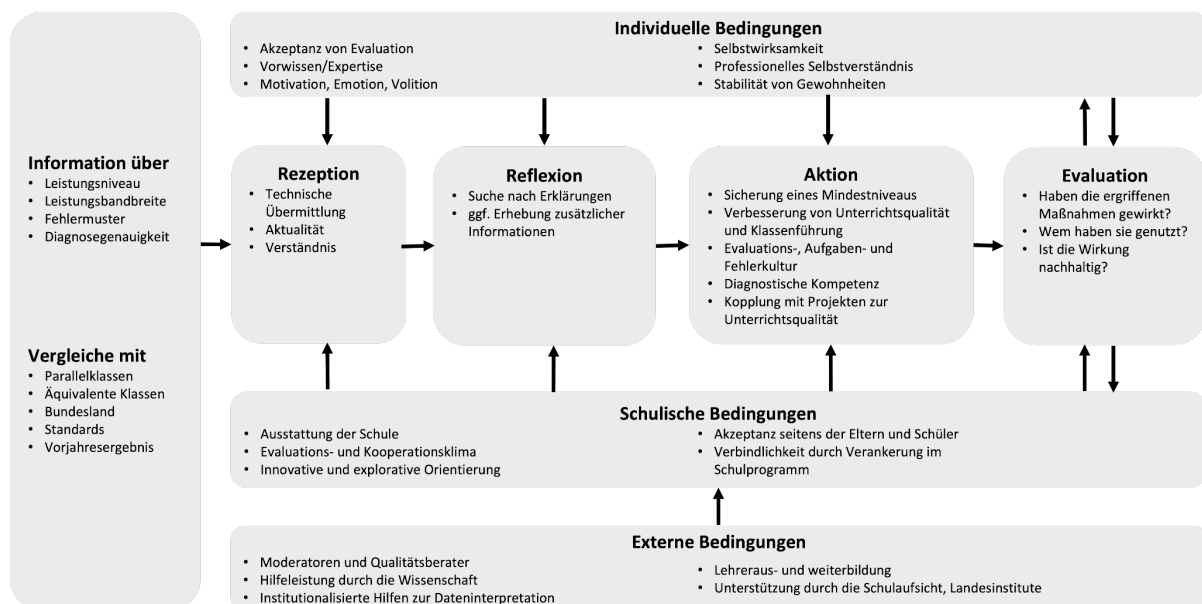 Information über
• Leistungsniveau
• Leistungsbandbreite
• Fehlermuster
• Diagnosegenauigkeit
Vergleiche mit
• Parallelklassen
• Äquivalente Klassen
• Bundesland
• Standards
• Vorjahresergebnis
Individuelle Bedingungen
• Akzeptanz von Evaluation
• Vorwissen/Expertise
• Motivation, Emotion, Volition
• Selbstwirksamkeit
• Professionelles Selbstverständnis
• Stabilität von Gewohnheiten
Rezeption
• Technische
Übermittlung
• Aktualität
• Verständnis
Reflexion
• Suche nach Erklärungen
• ggf. Erhebung zusätzlicher
Informationen
Aktion
• Sicherung eines Mindestniveaus
• Verbesserung von Unterrichtsqualität
und Klassenführung
• Evaluations-, Aufgaben- und
Fehlerkultur
• Diagnostische Kompetenz
• Kopplung mit Projekten zur
Unterrichtsqualität
Evaluation
• Haben die ergriffenen
Maßnahmen gewirkt?
• Wem haben sie genutzt?
• Ist die Wirkung
nachhaltig?
Schulische Bedingungen
• Ausstattung der Schule
• Evaluations- und Kooperationsklima
• Innovative und explorative Orientierung
• Akzeptanz seitens der Eltern und Schüler
• Verbindlichkeit durch Verankerung im
Schulprogramm
Externe Bedingungen
• Moderatoren und Qualitätsberater
• Hilfeleistung durch die Wissenschaft
• Institutionalisierte Hilfen zur Dateninterpretation
• Lehreraus- und weiterbildung
• Unterstützung durch die Schulaufsicht, Landesinstitute